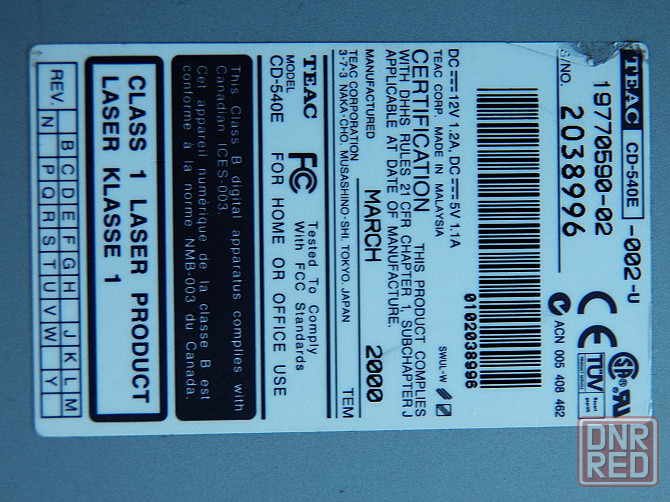 TEAC CD-540E -002-U
19770590-02
S/NO. 2038996
ACN 005 408 462
TÜV
0102038996
DC 12V 1.2A, DC 5V 1.1A
TEAC CORP. MADE IN MALAYSIA
SWUL-W
CERTIFICATION THIS PRODUCT COMPLIES
WITH DHHS RULES 21 CFR CHAPTER 1, SUBCHAPTER J
APPLICABLE AT DATE OF MANUFACTURE.
MANUFACTURED MARCH 2000
TEAC CORPORATION
3-7-3 NAKA-CHO, MUSASHINO-SHI, TOKYO, JAPAN TEM
TEAC
MODEL
CD-540E
FC
Tested To Comply
With FCC Standards
FOR HOME OR OFFICE USE
This Class B digital apparatus complies with
Canadian ICES-003.
Cet appareil numérique de la classe B est
conforme à la norme NMB-003 du Canada.
CLASS 1 LASER PRODUCT
LASER KLASSE 1
REV. B C D E F G H J K L M
N P Q R S T U V W Y
DNR
RED